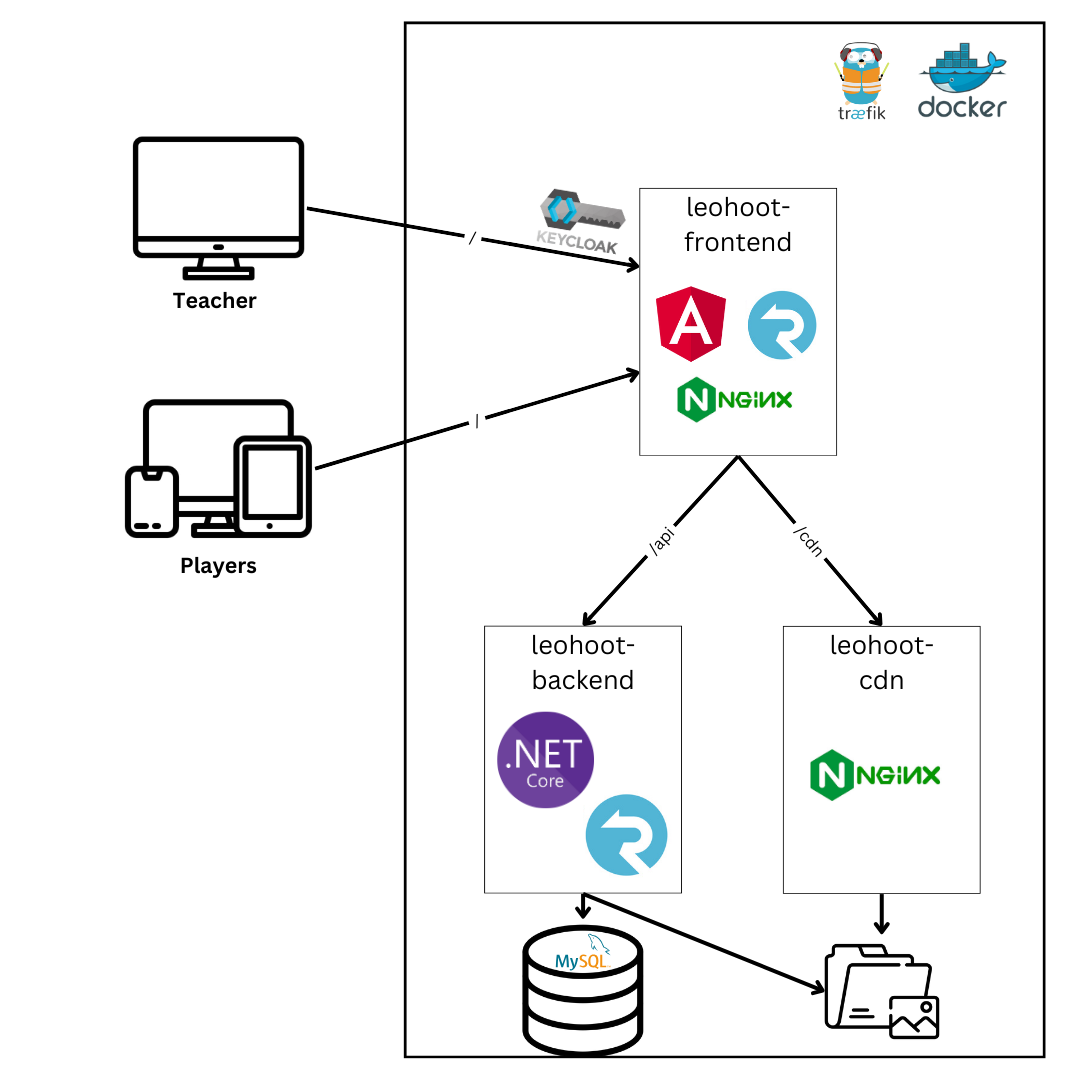 træfik
docker
KEYCLOAK
leohoot-
frontend
/
Teacher
A
NGiNX
/
Players
/api
/cdn
leohoot-
backend
leohoot-
cdn
.NET
Core
NGiNX
MySQL